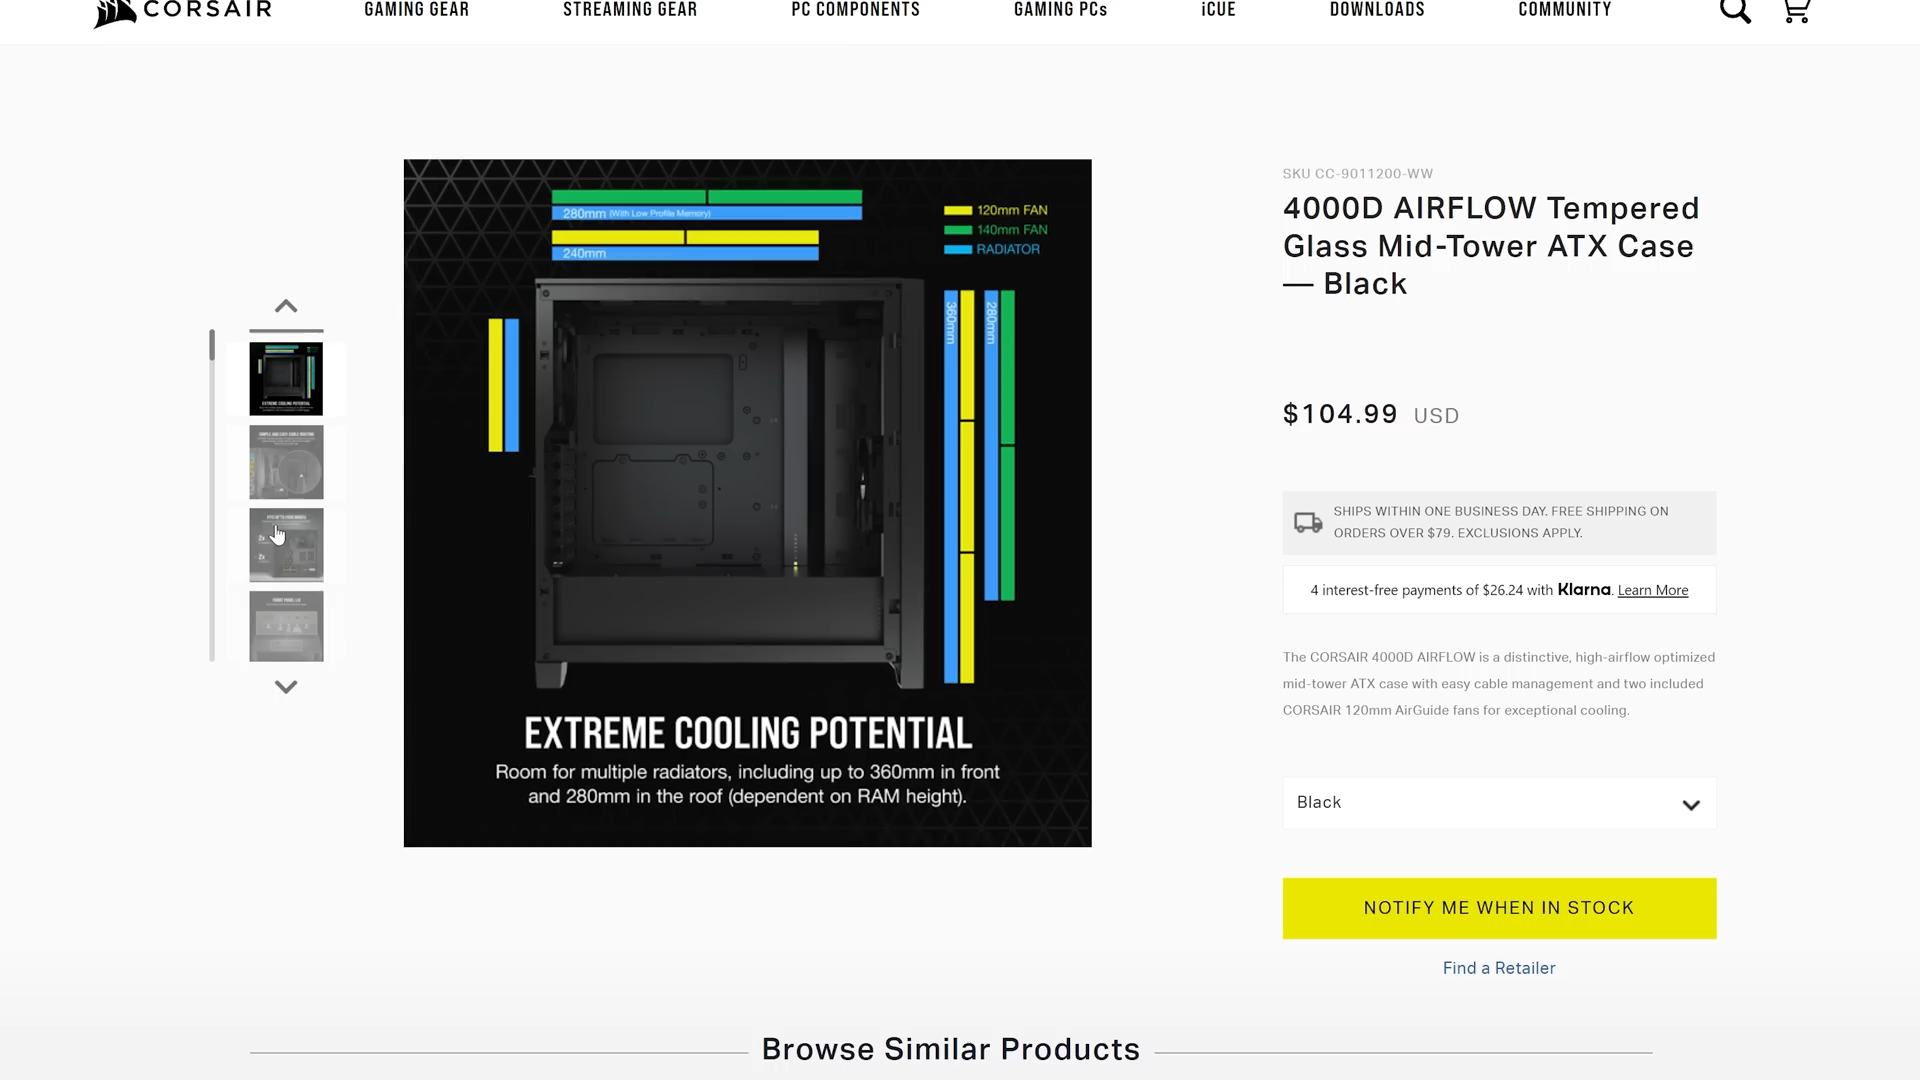 CORSAIR
GAMING GEAR
STREAMING GEAR
PC COMPONENTS
GAMING PCs
iCUE
DOWNLOADS
COMMUNITY
280mm (With Low Profile Memory)
240mm
120mm FAN
140mm FAN
RADIATOR
360mm
280mm
EXTREME COOLING POTENTIAL
Room for multiple radiators, including up to 360mm in front
and 280mm in the roof (dependent on RAM height).
SKU CC-9011200-WW
4000D AIRFLOW Tempered
Glass Mid-Tower ATX Case
— Black
$104.99 USD
SHIPS WITHIN ONE BUSINESS DAY. FREE SHIPPING ON
ORDERS OVER $79. EXCLUSIONS APPLY.
4 interest-free payments of $26.24 with Klarna. Learn More
The CORSAIR 4000D AIRFLOW is a distinctive, high-airflow optimized
mid-tower ATX case with easy cable management and two included
CORSAIR 120mm AirGuide fans for exceptional cooling.
Black
NOTIFY ME WHEN IN STOCK
Find a Retailer
Browse Similar Products